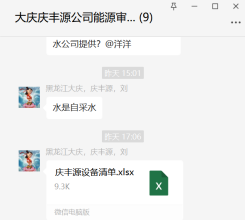 大庆庆丰源公司能源审... (9)
水公司提供? @洋洋
昨天 15:01
黑龙江大庆，庆丰源，刘
水是自采水
昨天 17:06
黑龙江大庆，庆丰源，刘
庆丰源设备清单.xlsx
9.3K
X
微信电脑版